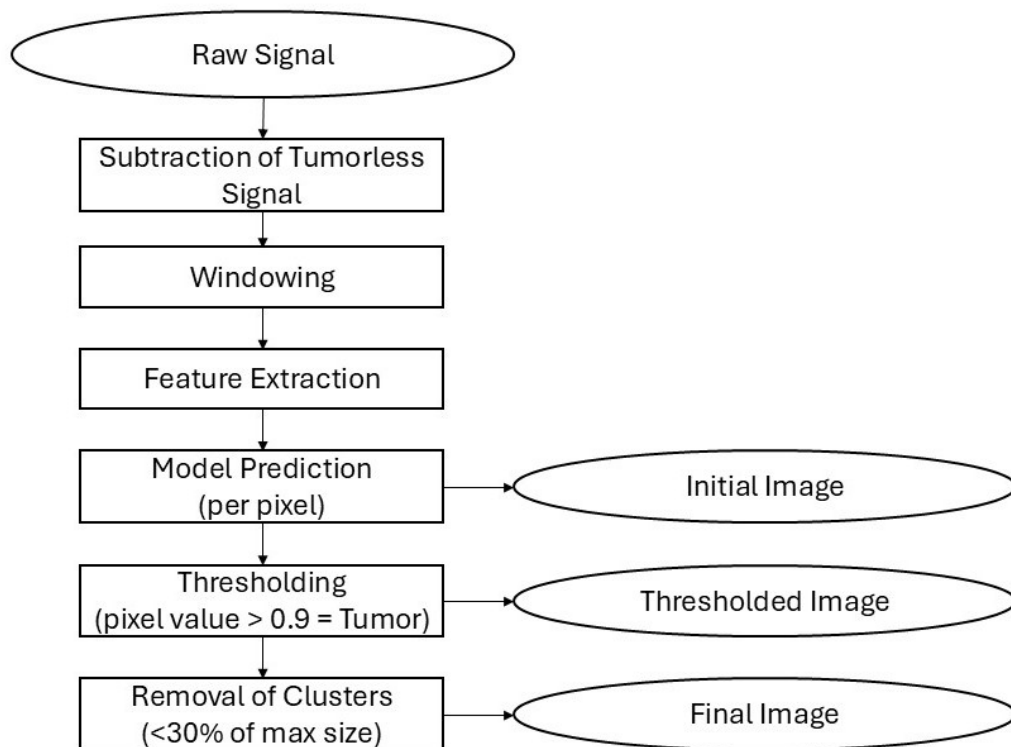 Raw Signal
Subtraction of Tumorless
Signal
Windowing
Feature Extraction
Model Prediction
(per pixel)
Initial Image
Thresholding
(pixel value > 0.9 = Tumor)
Thresholded Image
Removal of Clusters
(<30% of max size)
Final Image